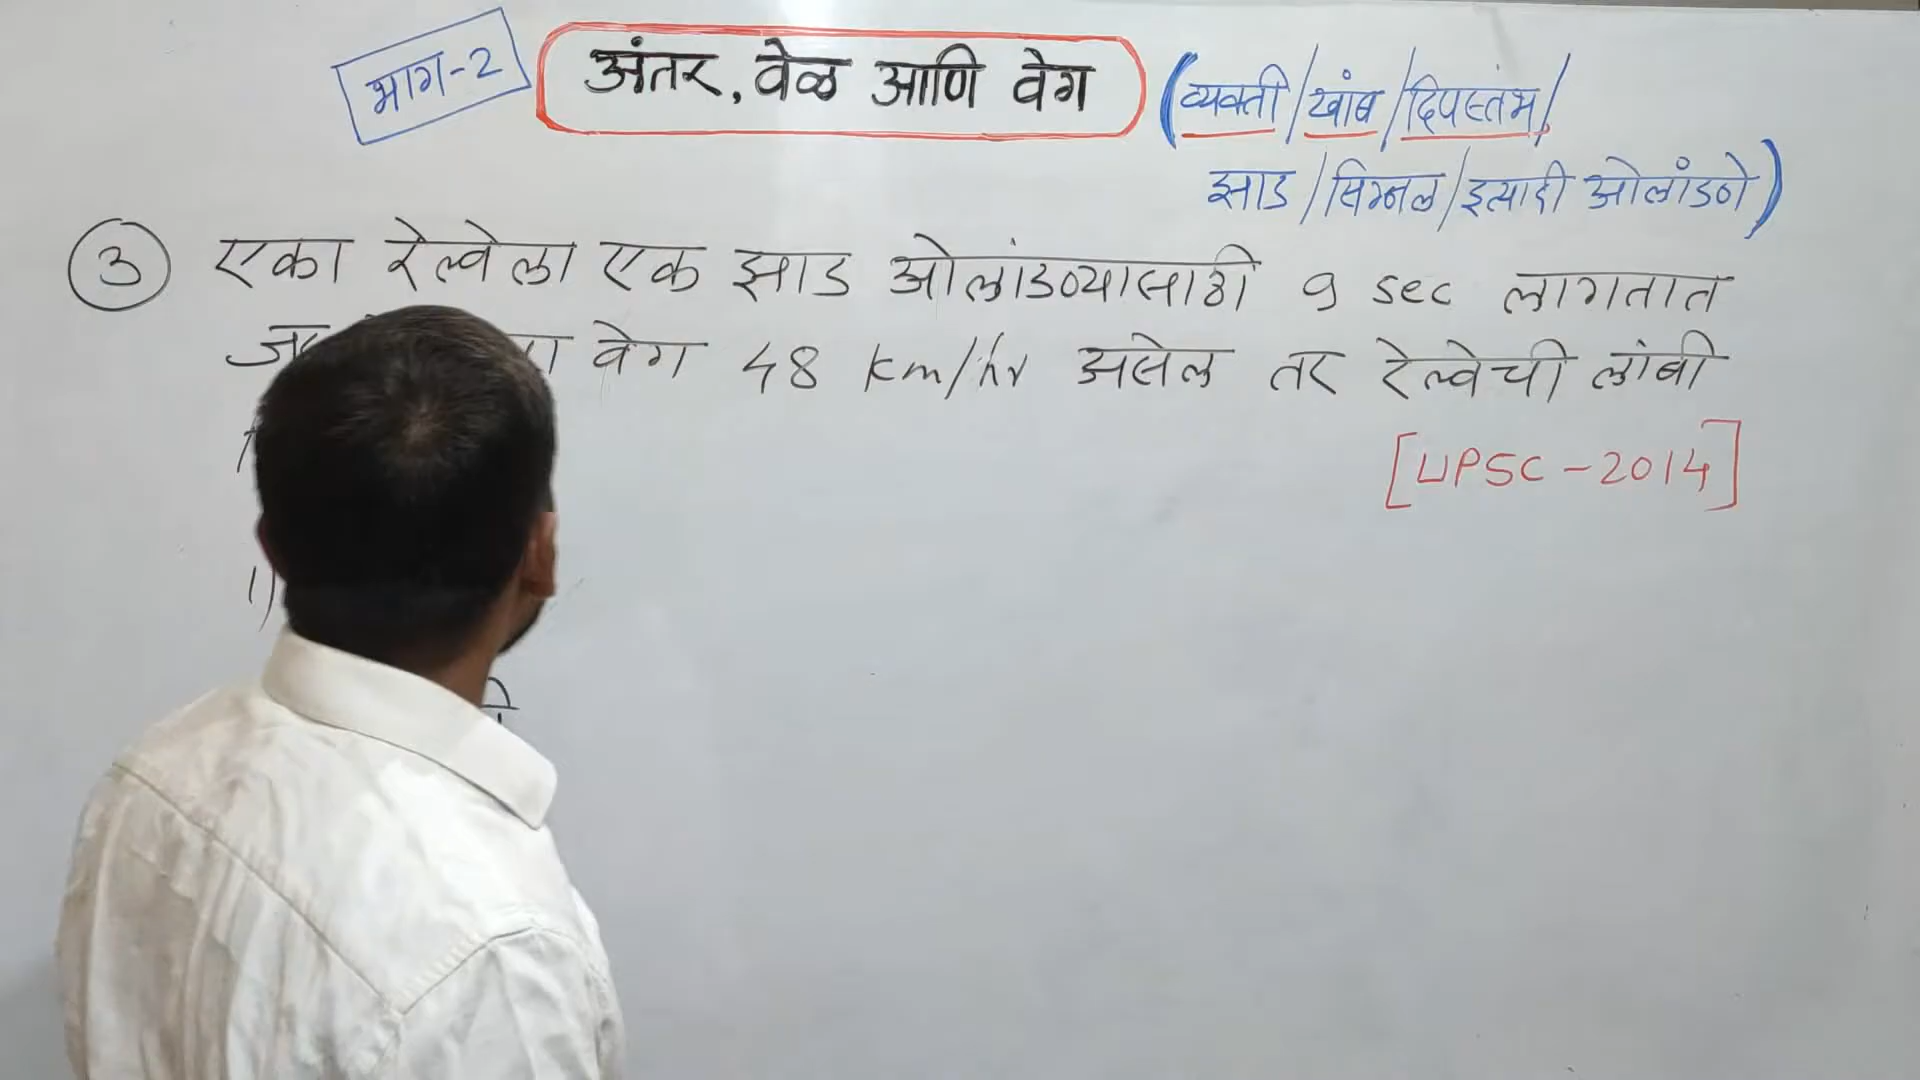 भाग-2
अंतर, वेळ आणि वेग
(व्यक्ती/खांब/दिपस्तंभ/
झाड/सिग्नल/इत्यादी ओलांडणे)
3 एका रेल्वेला एक झाड ओलांडण्यासाठी 9 sec लागतात
वेग 48 km/hr असेल तर रेल्वेची लांबी
[UPSC-2014]
1)